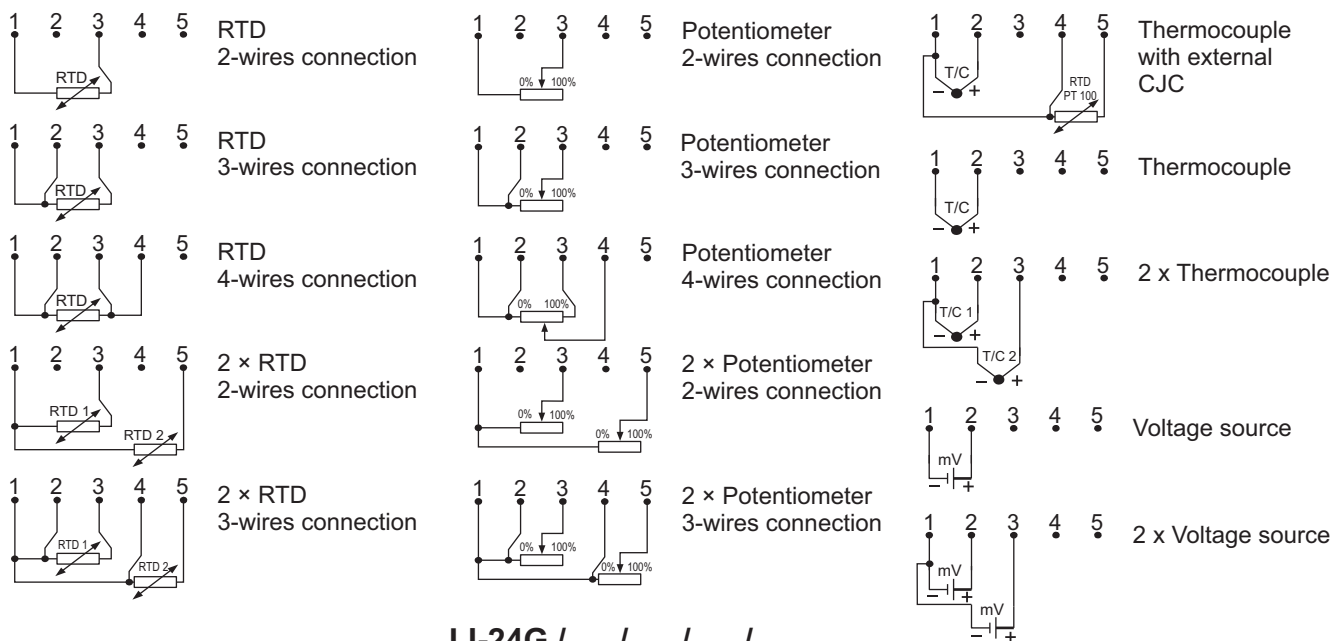 1 2 3 4 5
RTD
RTD
2-wires connection
1 2 3 4 5
RTD
RTD
3-wires connection
1 2 3 4 5
RTD
RTD
4-wires connection
1 2 3 4 5
RTD 1
RTD 2
2 × RTD
2-wires connection
1 2 3 4 5
RTD 1
RTD 2
2 × RTD
3-wires connection
1 2 3 4 5
0% 100%
Potentiometer
2-wires connection
1 2 3 4 5
0% 100%
Potentiometer
3-wires connection
1 2 3 4 5
0% 100%
Potentiometer
4-wires connection
1 2 3 4 5
0% 100%
0% 100%
2 × Potentiometer
2-wires connection
1 2 3 4 5
0% 100%
0% 100%
2 × Potentiometer
3-wires connection
1 2 3 4 5
T/C
− +
RTD
PT 100
Thermocouple
with external
CJC
1 2 3 4 5
T/C
− +
Thermocouple
1 2 3 4 5
T/C 1
− +
T/C 2
− +
2 x Thermocouple
1 2 3 4 5
mV
− +
Voltage source
1 2 3 4 5
mV
− +
mV
− +
2 x Voltage source